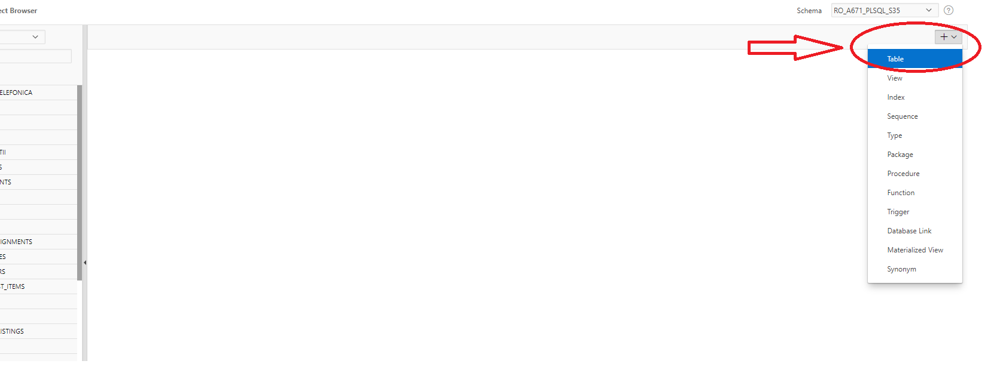 ect Browser
Schema RO_A671_PLSQL_S35
ELEFONICA
TII
S
NTS
IGNMENTS
ES
RS
ST_ITEMS
ISTINGS
Table
View
Index
Sequence
Type
Package
Procedure
Function
Trigger
Database Link
Materialized View
Synonym